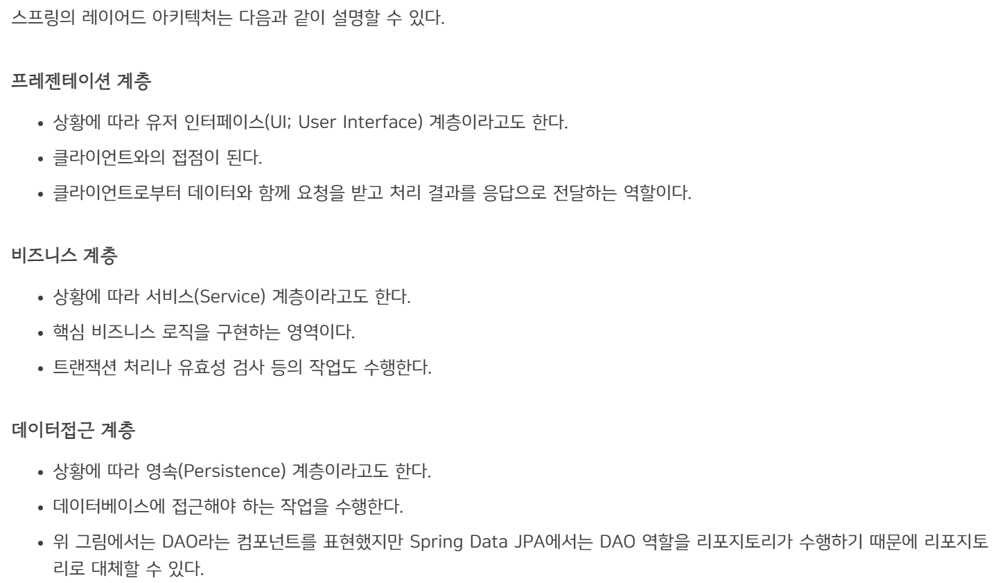 스프링의 레이어드 아키텍처는 다음과 같이 설명할 수 있다.
프레젠테이션 계층
• 상황에 따라 유저 인터페이스(UI; User Interface) 계층이라고도 한다.
• 클라이언트와의 접점이 된다.
• 클라이언트로부터 데이터와 함께 요청을 받고 처리 결과를 응답으로 전달하는 역할이다.
비즈니스 계층
• 상황에 따라 서비스(Service) 계층이라고도 한다.
• 핵심 비즈니스 로직을 구현하는 영역이다.
• 트랜잭션 처리나 유효성 검사 등의 작업도 수행한다.
데이터접근 계층
• 상황에 따라 영속(Persistence) 계층이라고도 한다.
• 데이터베이스에 접근해야 하는 작업을 수행한다.
• 위 그림에서는 DAO라는 컴포넌트를 표현했지만 Spring Data JPA에서는 DAO 역할을 리포지토리가 수행하기 때문에 리포지토
리로 대체할 수 있다.